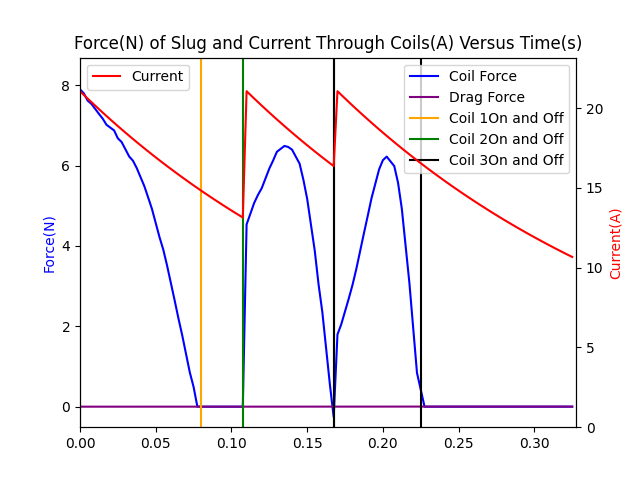 Force(N) of Slug and Current Through Coils(A) Versus Time(s)
Current
Coil Force
Drag Force
Coil 1On and Off
Coil 2On and Off
Coil 3On and Off
Force(N)
8
6
4
2
0
Current(A)
20
15
10
5
0
0.00 0.05 0.10 0.15 0.20 0.25 0.30